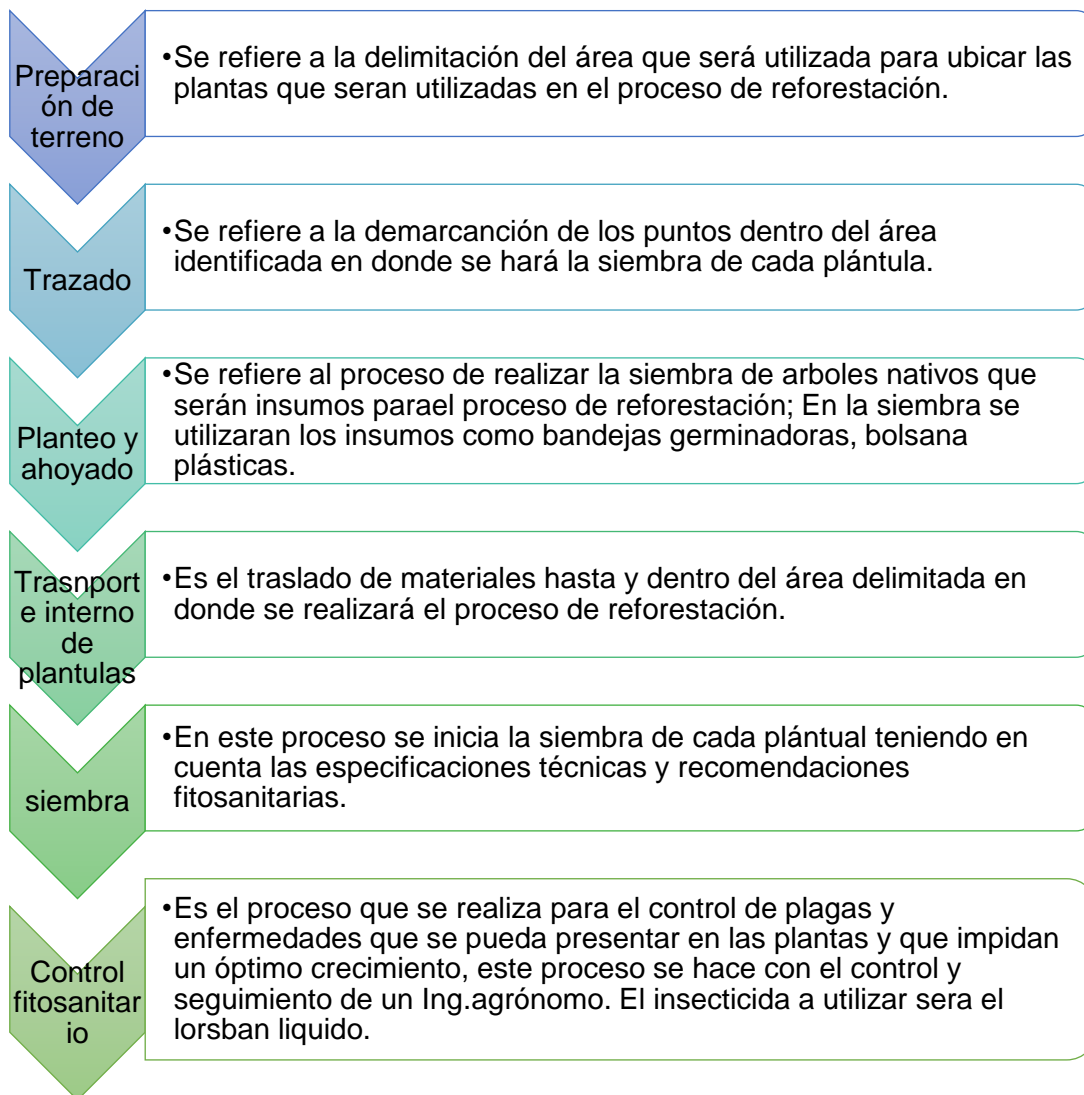 Preparaci
ón de
terreno
•Se refiere a la delimitación del área que será utilizada para ubicar las
plantas que seran utilizadas en el proceso de reforestación.
Trazado
•Se refiere a la demarcanción de los puntos dentro del área
identificada en donde se hará la siembra de cada plántula.
Planteo y
ahoyado
•Se refiere al proceso de realizar la siembra de arboles nativos que
serán insumos parael proceso de reforestación; En la siembra se
utilizaran los insumos como bandejas germinadoras, bolsana
plásticas.
Trasnport
e interno
de
plantulas
•Es el traslado de materiales hasta y dentro del área delimitada en
donde se realizará el proceso de reforestación.
siembra
•En este proceso se inicia la siembra de cada plántual teniendo en
cuenta las especificaciones técnicas y recomendaciones
fitosanitarias.
Control
fitosanitar
io
•Es el proceso que se realiza para el control de plagas y
enfermedades que se pueda presentar en las plantas y que impidan
un óptimo crecimiento, este proceso se hace con el control y
seguimiento de un Ing.agrónomo. El insecticida a utilizar sera el
lorsban liquido.